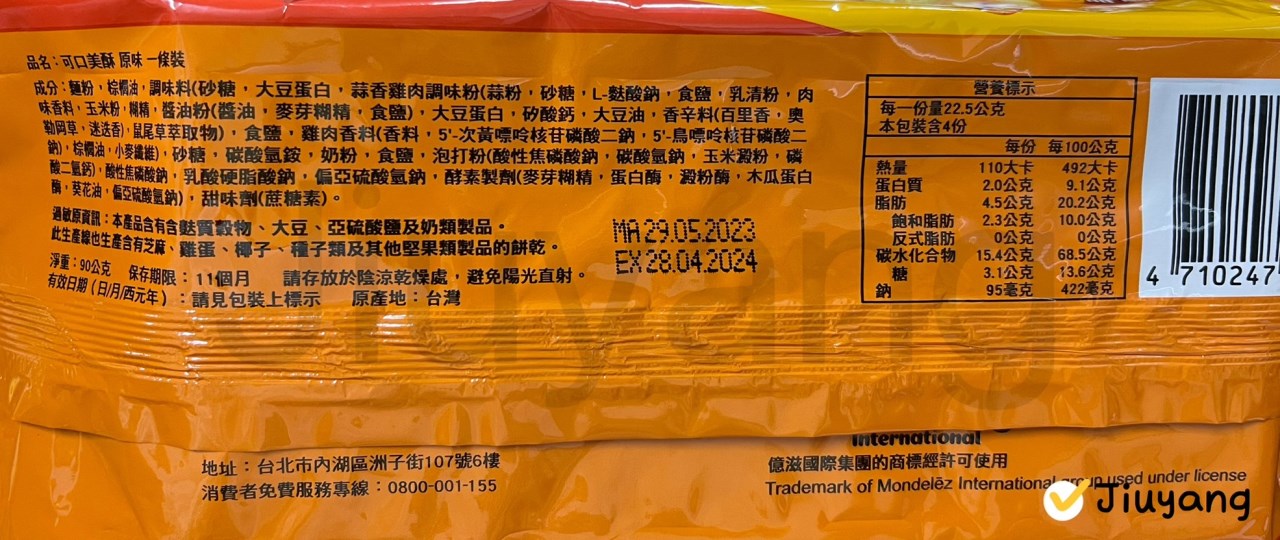 品名：可口美酥 原味 一條裝
成分：麵粉，棕櫚油，調味料(砂糖，大豆蛋白，蒜香雞肉調味粉(蒜粉，砂糖，L-麩酸鈉，食鹽，乳清粉，肉
味香料，玉米粉，糊精，醬油粉(醬油，麥芽糊精，食鹽)，大豆蛋白，矽酸鈣，大豆油，香辛料(百里香，奧
勒岡草，迷迭香)，鼠尾草萃取物)，食鹽，雞肉香料(香料，5'-次黃嘌呤核苷磷酸二鈉，5'-鳥嘌呤核苷磷酸二
鈉)，棕櫚油，小麥纖維)，砂糖，碳酸氫銨，奶粉，食鹽，泡打粉(酸性焦磷酸鈉，碳酸氫鈉，玉米澱粉，磷
酸二氫鈣)，酸性焦磷酸鈉，乳酸硬脂酸鈉，偏亞硫酸氫鈉，酵素製劑(麥芽糊精，蛋白酶，澱粉酶，木瓜蛋白
酶，葵花油，偏亞硫酸氫鈉)，甜味劑(蔗糖素)。
過敏原資訊：本產品含有含麩質穀物、大豆、亞硫酸鹽及奶類製品。
此生產線也生產含有芝麻、雞蛋、椰子、種子類及其他堅果類製品的餅乾。
淨重：90公克 保存期限：11個月 請存放於陰涼乾燥處，避免陽光直射。
有效日期（日/月/西元年）：請見包裝上標示 原產地：台灣
MA 29.05.2023
EX 28.04.2024
營養標示
每一份量22.5公克
本包裝含4份
每份 每100公克
熱量 110大卡 492大卡
蛋白質 2.0公克 9.1公克
脂肪 4.5公克 20.2公克
飽和脂肪 2.3公克 10.0公克
反式脂肪 0公克 0公克
碳水化合物 15.4公克 68.5公克
糖 3.1公克 13.6公克
鈉 95毫克 422毫克
4 710247
Jiuyang
地址：台北市內湖區洲子街107號6樓
消費者免費服務專線：0800-001-155
International
億滋國際集團的商標經許可使用
Trademark of Mondelēz International group used under license
Jiuyang